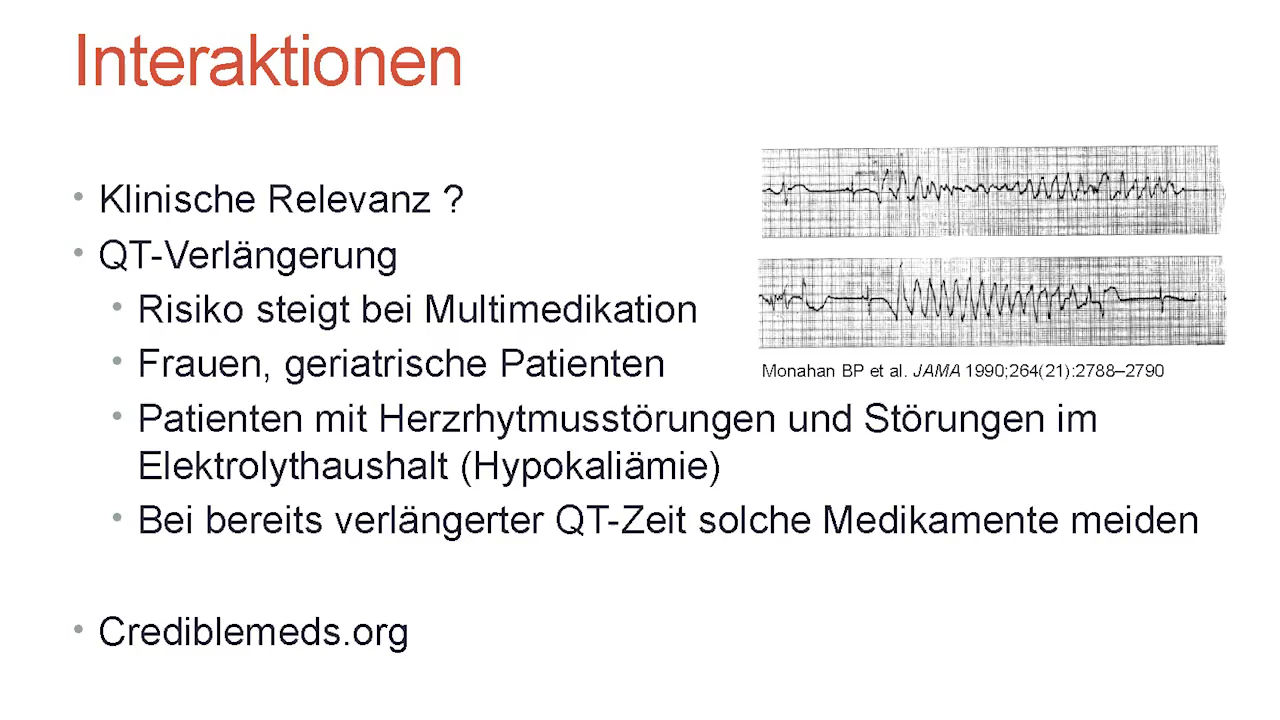 Interaktionen
• Klinische Relevanz ?
• QT-Verlängerung
• Risiko steigt bei Multimedikation
• Frauen, geriatrische Patienten
Monahan BP et al. JAMA 1990;264(21):2788–2790
• Patienten mit Herzrhytmusstörungen und Störungen im
Elektrolythaushalt (Hypokaliämie)
• Bei bereits verlängerter QT-Zeit solche Medikamente meiden
• Crediblemeds.org